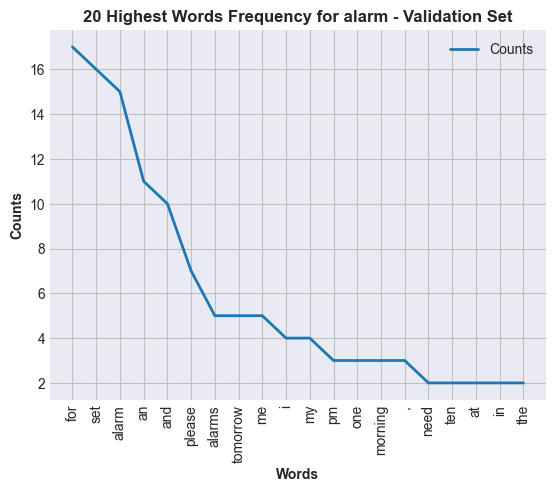 20 Highest Words Frequency for alarm - Validation Set
Counts
Counts
16
14
12
10
8
6
4
2
for
set
alarm
an
and
please
alarms
tomorrow
me
i
my
pm
one
morning
,
need
ten
at
in
the
Words